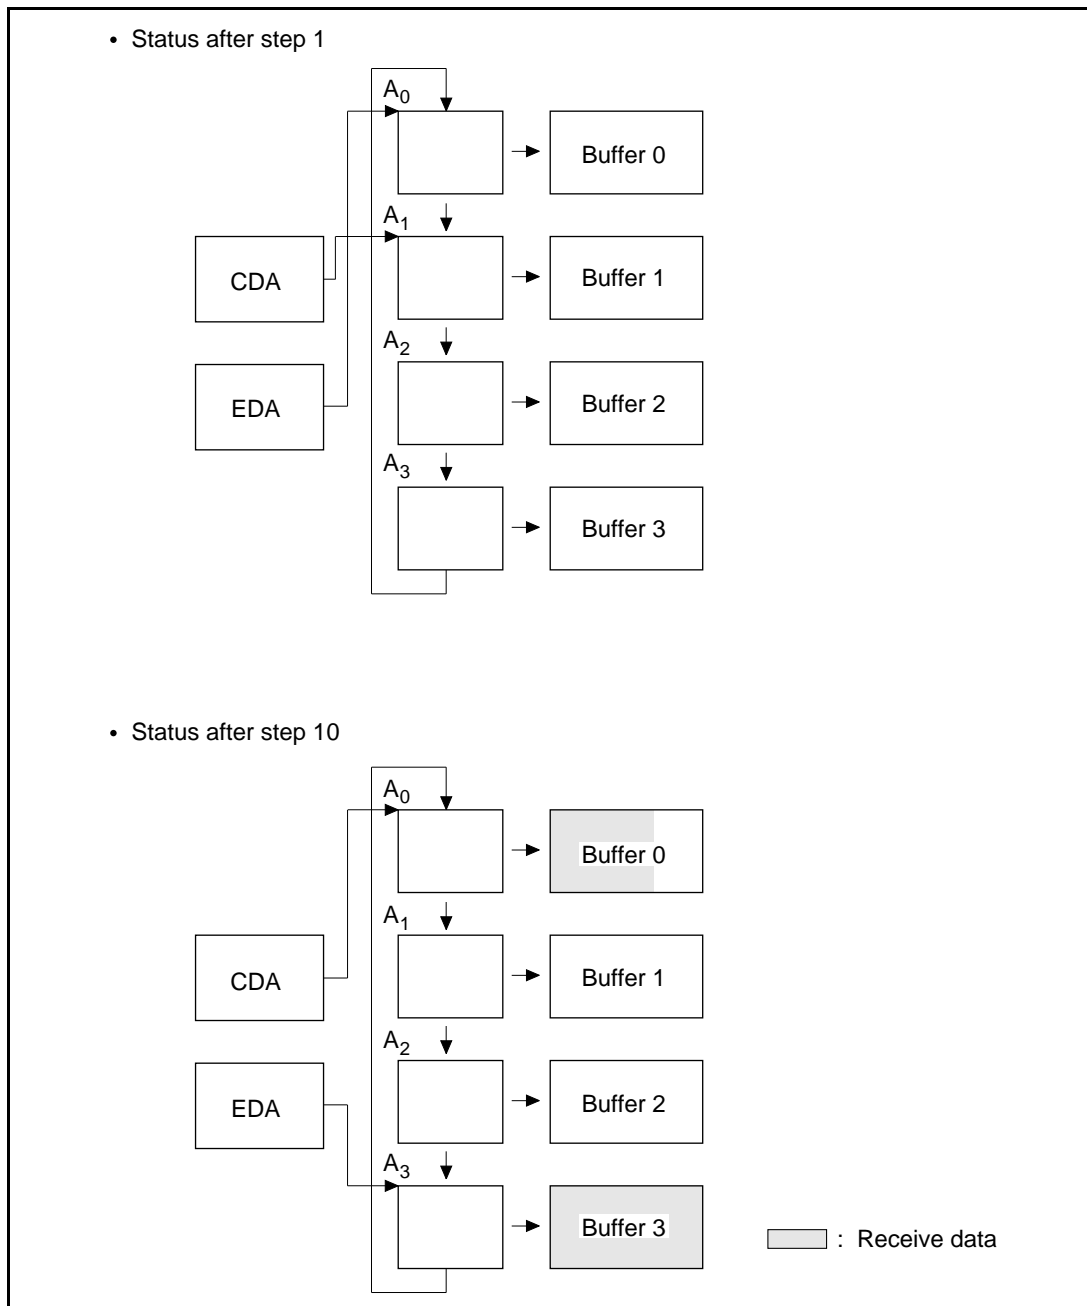 • Status after step 1
A0
Buffer 0
A1
CDA
Buffer 1
A2
EDA
Buffer 2
A3
Buffer 3
• Status after step 10
A0
Buffer 0
A1
CDA
Buffer 1
A2
EDA
Buffer 2
A3
Buffer 3
: Receive data